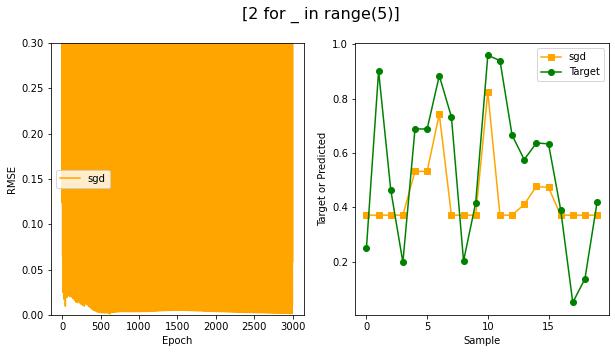 [2 for _ in range(5)]
0.30
0.25
0.20
0.15
0.10
0.05
0.00
RMSE
sgd
0 500 1000 1500 2000 2500 3000
Epoch
1.0
0.8
0.6
0.4
0.2
Target or Predicted
sgd
Target
0 5 10 15
Sample